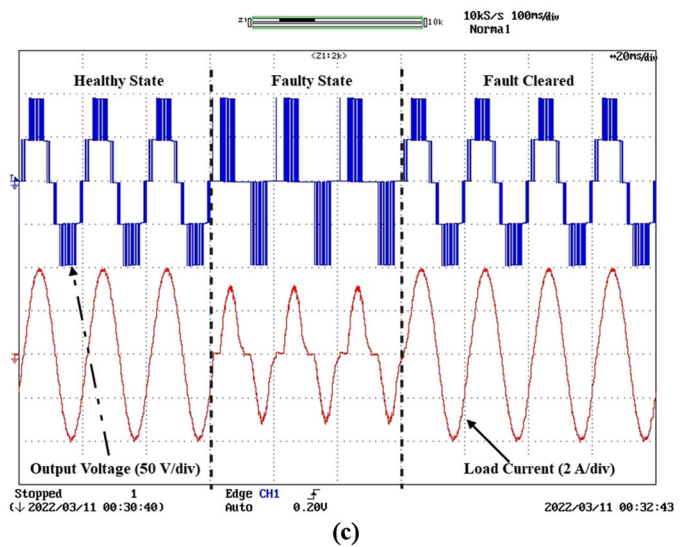 Z1 10k 10kS/s 100ms/div
Normal
<Z1:2k> ↔20ms/div
Healthy State Faulty State Fault Cleared
Output Voltage (50 V/div) Load Current (2 A/div)
Stopped 1 Edge CH1 2022/03/11 00:32:43
(↓ 2022/03/11 00:30:40) Auto 0.20V
(c)